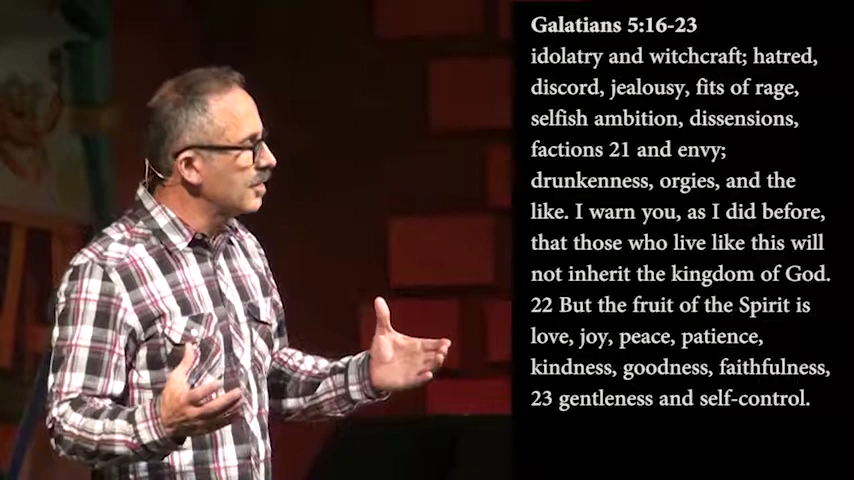 Galatians 5:16-23
idolatry and witchcraft; hatred,
discord, jealousy, fits of rage,
selfish ambition, dissensions,
factions 21 and envy;
drunkenness, orgies, and the
like. I warn you, as I did before,
that those who live like this will
not inherit the kingdom of God.
22 But the fruit of the Spirit is
love, joy, peace, patience,
kindness, goodness, faithfulness,
23 gentleness and self-control.